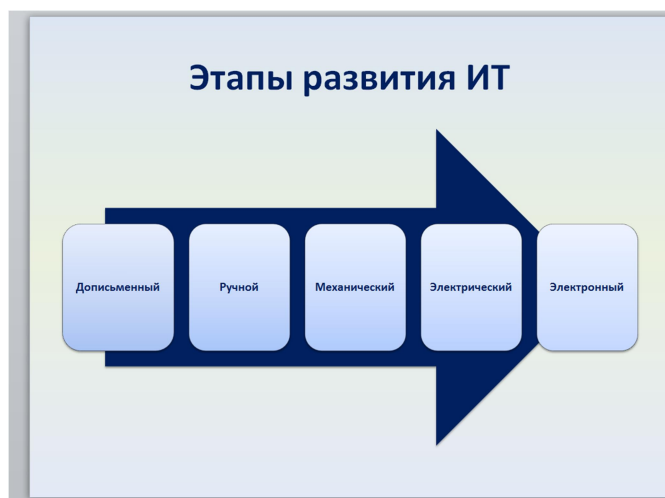 Этапы развития ИТ
Дописьменный
Ручной
Механический
Электрический
Электронный